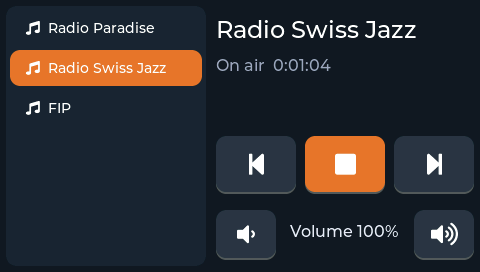 Radio Paradise
Radio Swiss Jazz
FIP
Radio Swiss Jazz
On air  0:01:04
Volume 100%